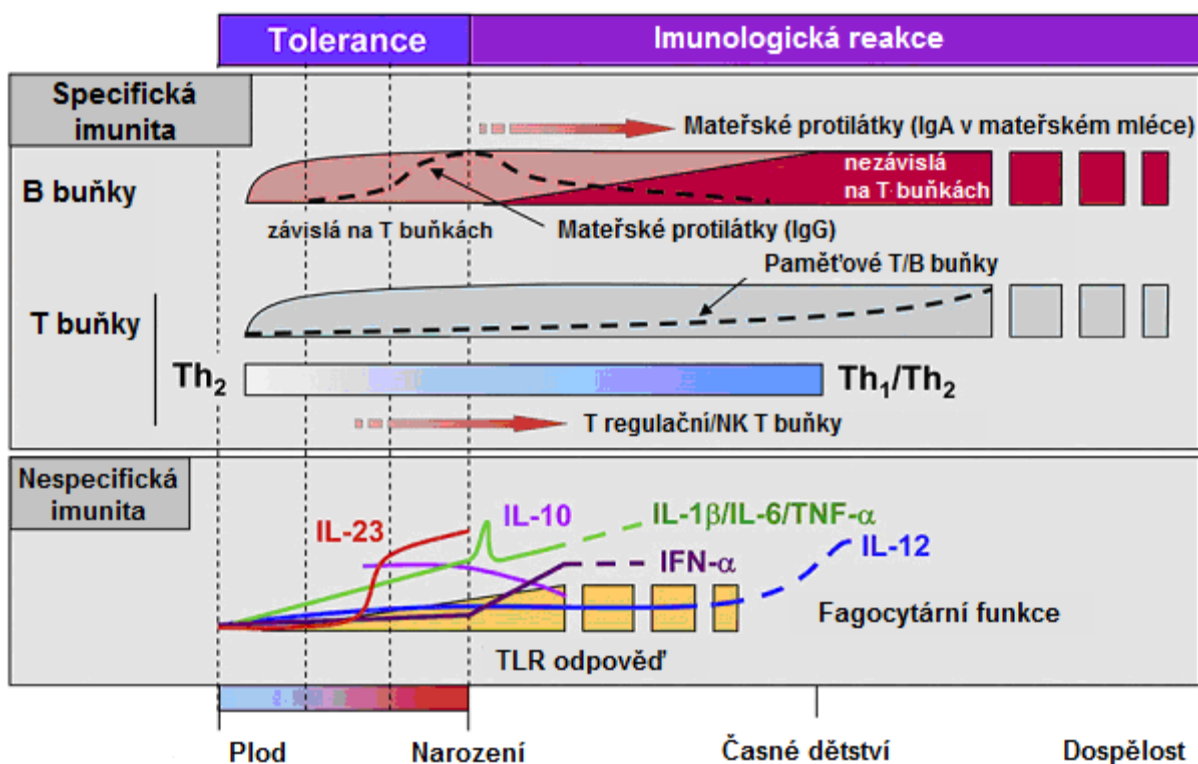 Tolerance
Imunologická reakce
Specifická
imunita
Mateřské protilátky (IgA v mateřském mléce)
B buňky
nezávislá
na T buňkách
závislá na T buňkách
Mateřské protilátky (IgG)
Paměťové T/B buňky
T buňky
Th₂
Th₁/Th₂
T regulační/NK T buňky
Nespecifická
imunita
IL-23
IL-10
IL-1β/IL-6/TNF-α
IL-12
IFN-α
Fagocytární funkce
TLR odpověď
Plod
Narození
Časné dětství
Dospělost